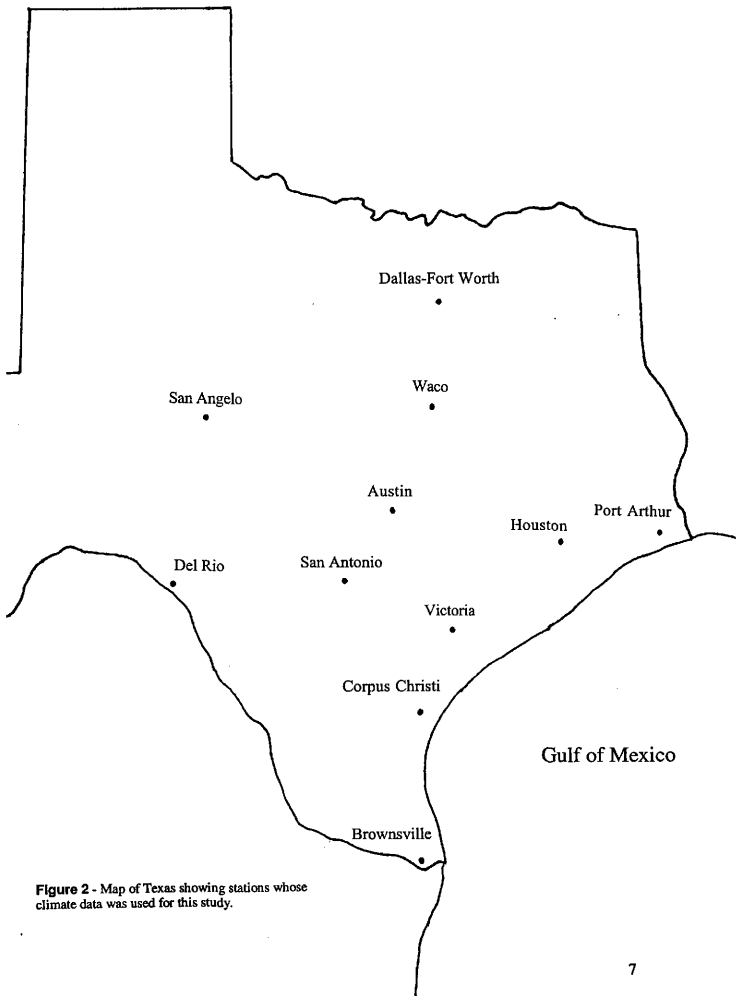 Dallas-Fort Worth
Waco
San Angelo
Austin
Port Arthur
Houston
San Antonio
Del Rio
Victoria
Corpus Christi
Gulf of Mexico
Brownsville
Figure 2 - Map of Texas showing stations whose
climate data was used for this study.
7